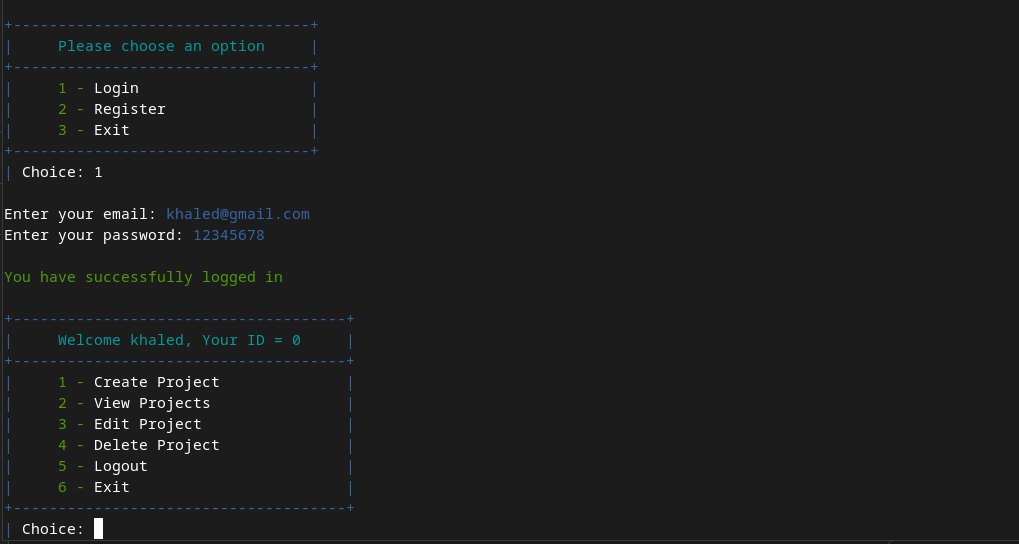 +---------------------------------+
|     Please choose an option     |
+---------------------------------+
|     1 - Login                   |
|     2 - Register                |
|     3 - Exit                    |
+---------------------------------+
| Choice: 1

Enter your email: khaled@gmail.com
Enter your password: 12345678

You have successfully logged in

+-------------------------------------+
|     Welcome khaled, Your ID = 0     |
+-------------------------------------+
|     1 - Create Project              |
|     2 - View Projects               |
|     3 - Edit Project                |
|     4 - Delete Project              |
|     5 - Logout                      |
|     6 - Exit                        |
+-------------------------------------+
| Choice: